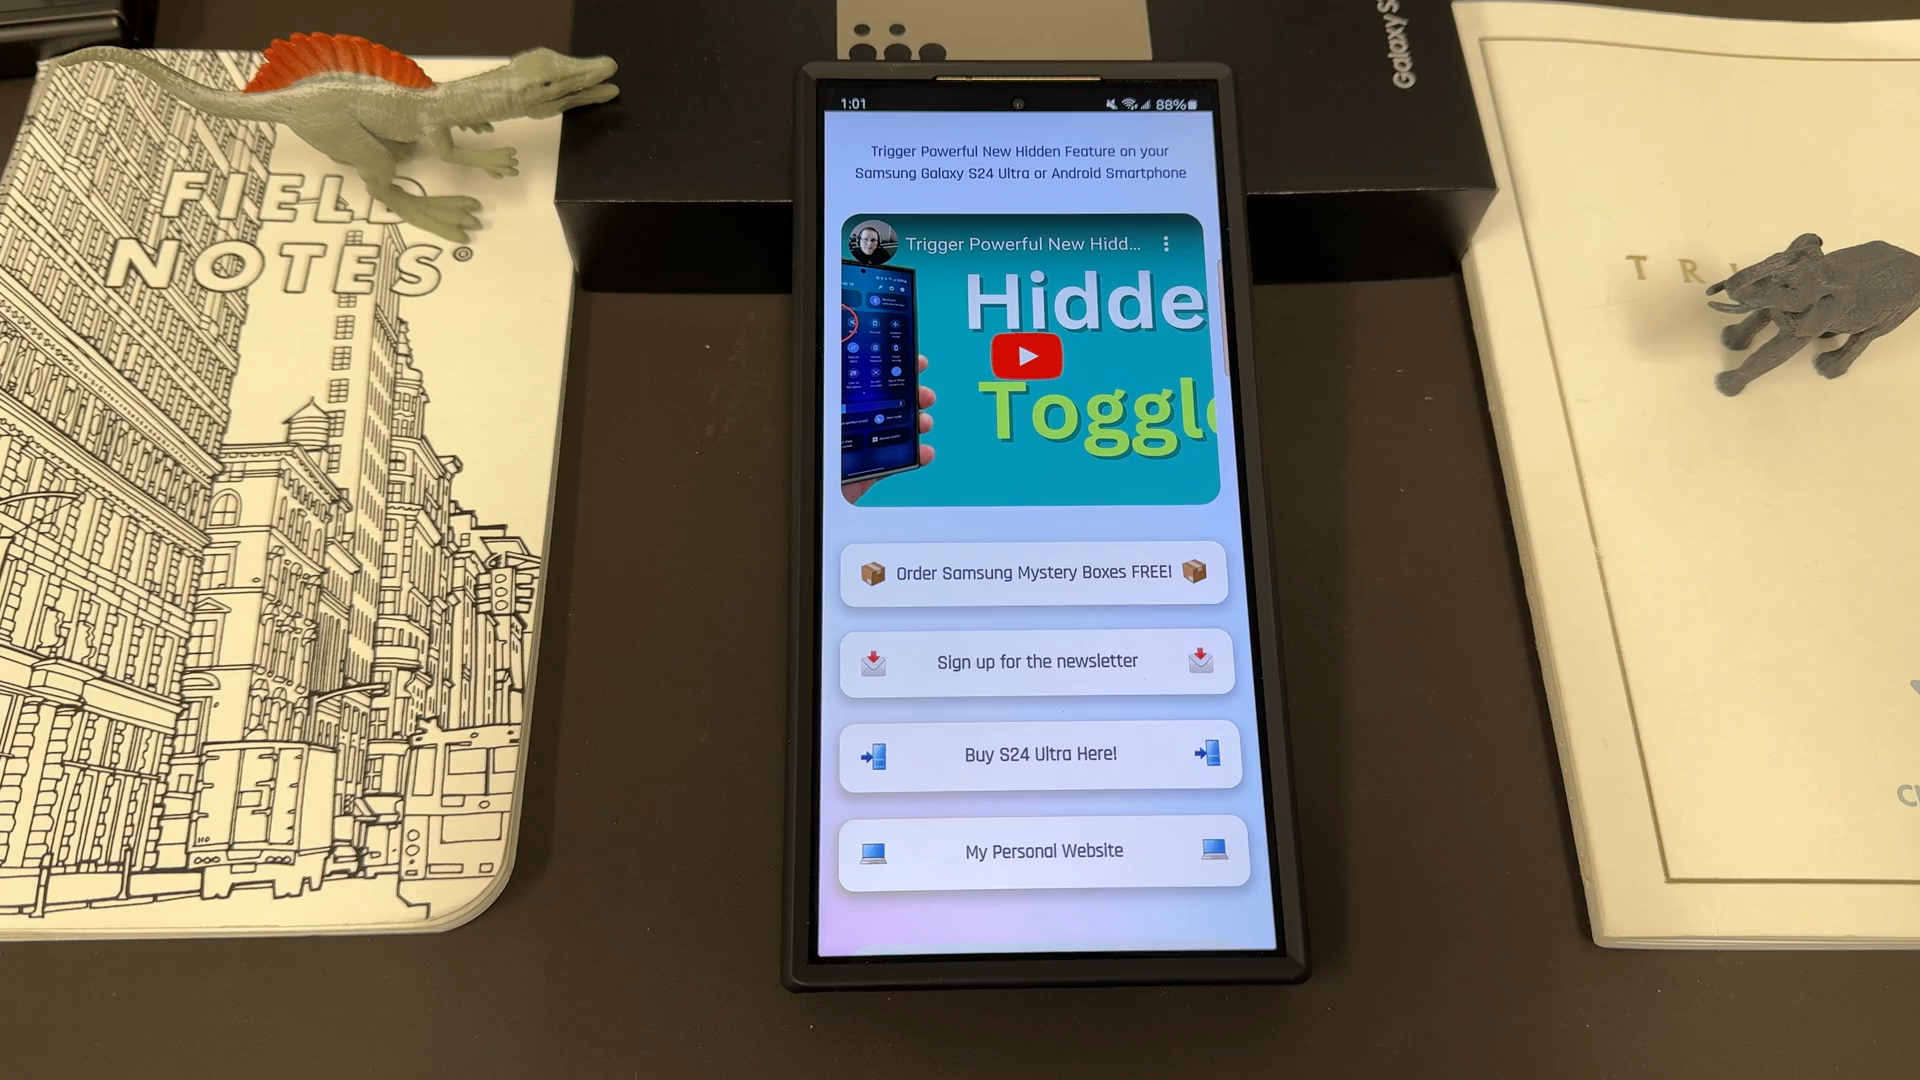 FIELD
NOTES®
Galaxy S
1:01
88%
Trigger Powerful New Hidden Feature on your
Samsung Galaxy S24 Ultra or Android Smartphone
Trigger Powerful New Hidd...
Hidde
Toggle
Order Samsung Mystery Boxes FREE!
Sign up for the newsletter
Buy S24 Ultra Here!
My Personal Website
TRI